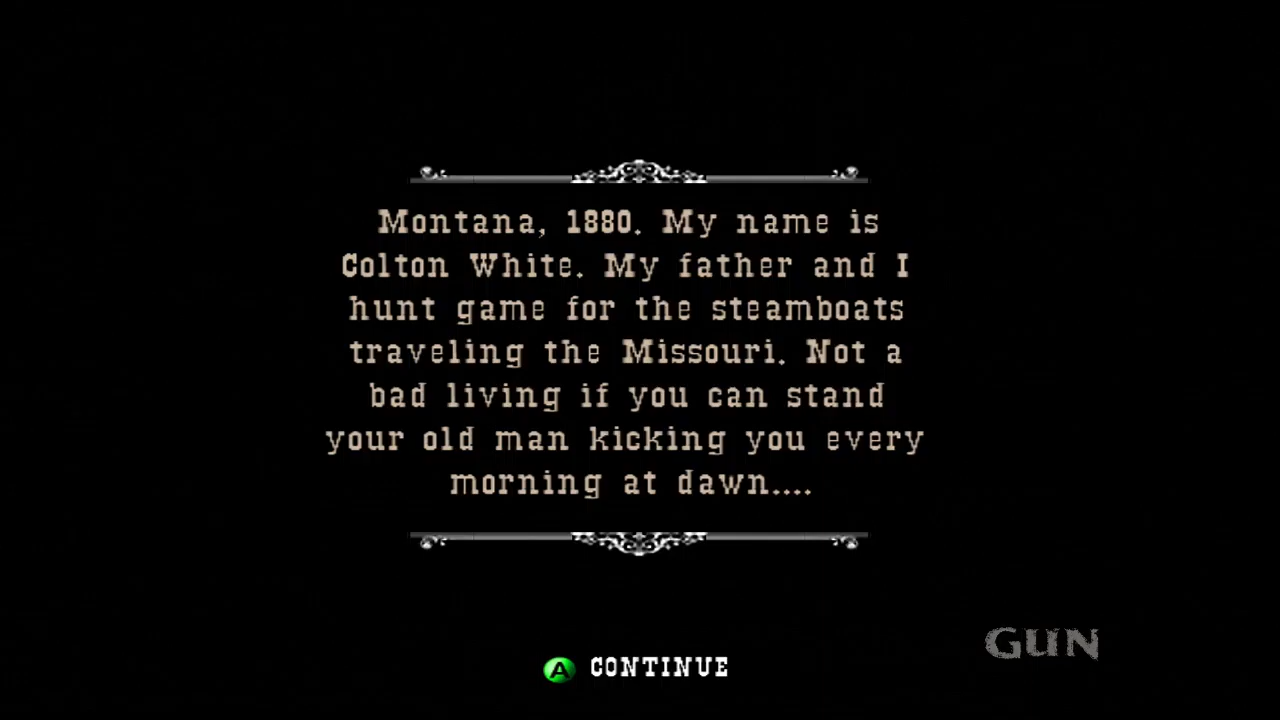 Montana, 1880. My name is
Colton White. My father and I
hunt game for the steamboats
traveling the Missouri. Not a
bad living if you can stand
your old man kicking you every
morning at dawn....
GUN
A CONTINUE